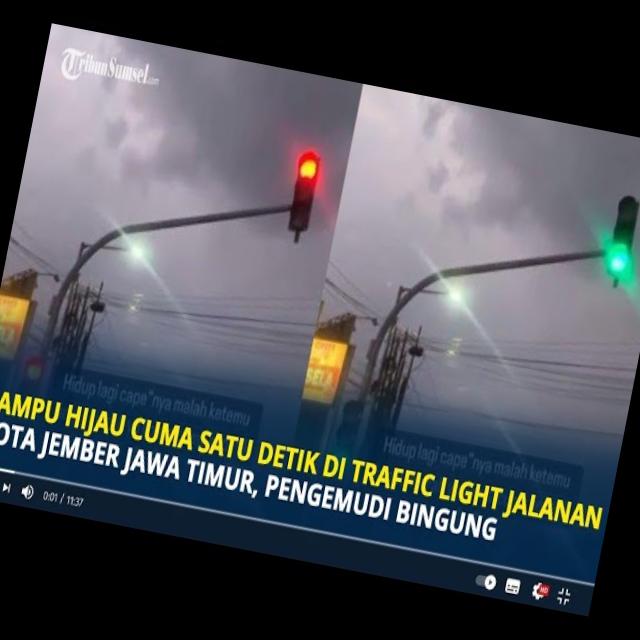 TribunSumsel.com
Hidup lagi cape"nya malah ketemu
Hidup lagi cape"nya malah ketemu
AMPU HIJAU CUMA SATU DETIK DI TRAFFIC LIGHT JALANAN
OTA JEMBER JAWA TIMUR, PENGEMUDI BINGUNG
0:01 / 11:37
HD